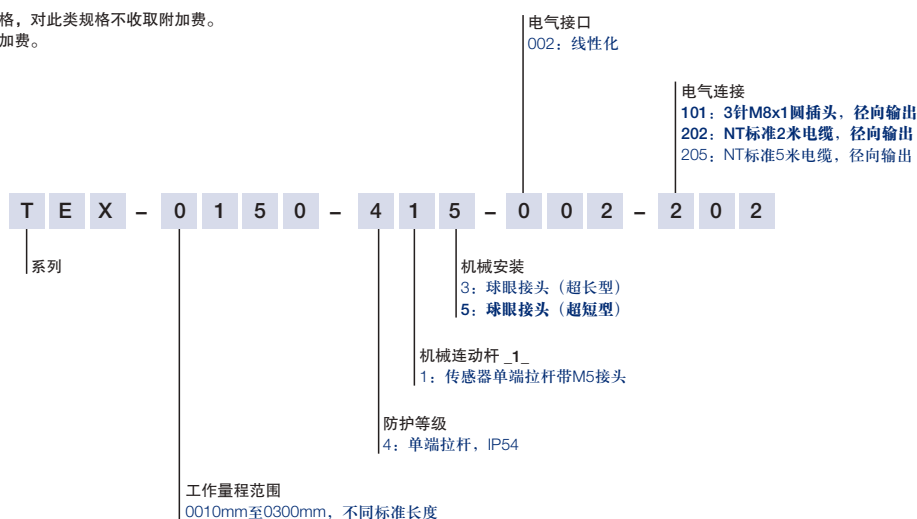 格，对此类规格不收取附加费。
加费。
电气接口
002：线性化
电气连接
101：3针M8x1圆插头，径向输出
202：NT标准2米电缆，径向输出
205：NT标准5米电缆，径向输出
T E X – 0 1 5 0 – 4 1 5 – 0 0 2 – 2 0 2
系列
机械安装
3：球眼接头（超长型）
5：球眼接头（超短型）
机械连动杆 _1_
1：传感器单端拉杆带M5接头
防护等级
4：单端拉杆，IP54
工作量程范围
0010mm至0300mm，不同标准长度